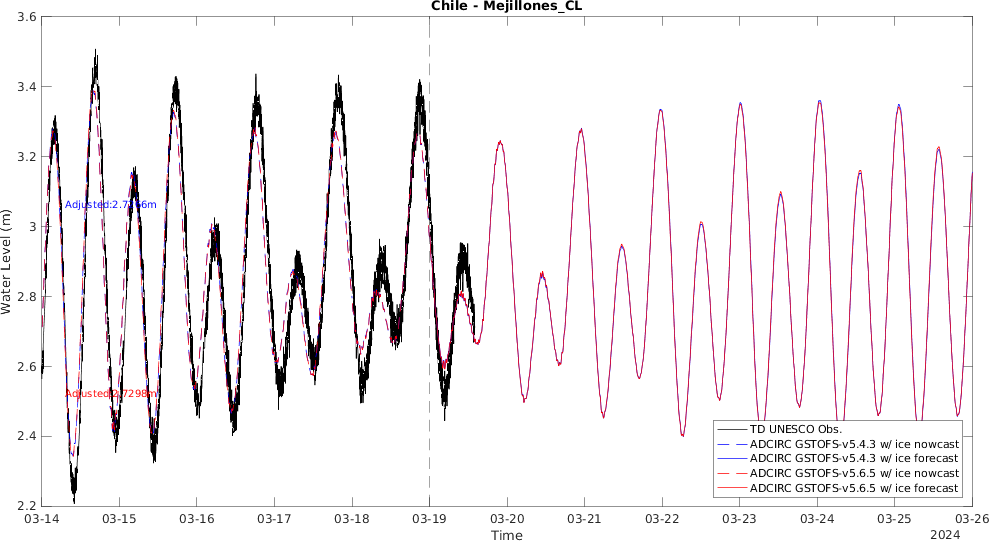 Chile - Mejillones_CL
3.6
3.4
3.2
3
2.8
2.6
2.4
2.2
Water Level (m)
Adjusted:2.7266m
Adjusted:2.7298m
TD UNESCO Obs.
ADCIRC GSTOFS-v5.4.3 w/ ice nowcast
ADCIRC GSTOFS-v5.4.3 w/ ice forecast
ADCIRC GSTOFS-v5.6.5 w/ ice nowcast
ADCIRC GSTOFS-v5.6.5 w/ ice forecast
03-14 03-15 03-16 03-17 03-18 03-19 03-20 03-21 03-22 03-23 03-24 03-25 03-26
Time
2024